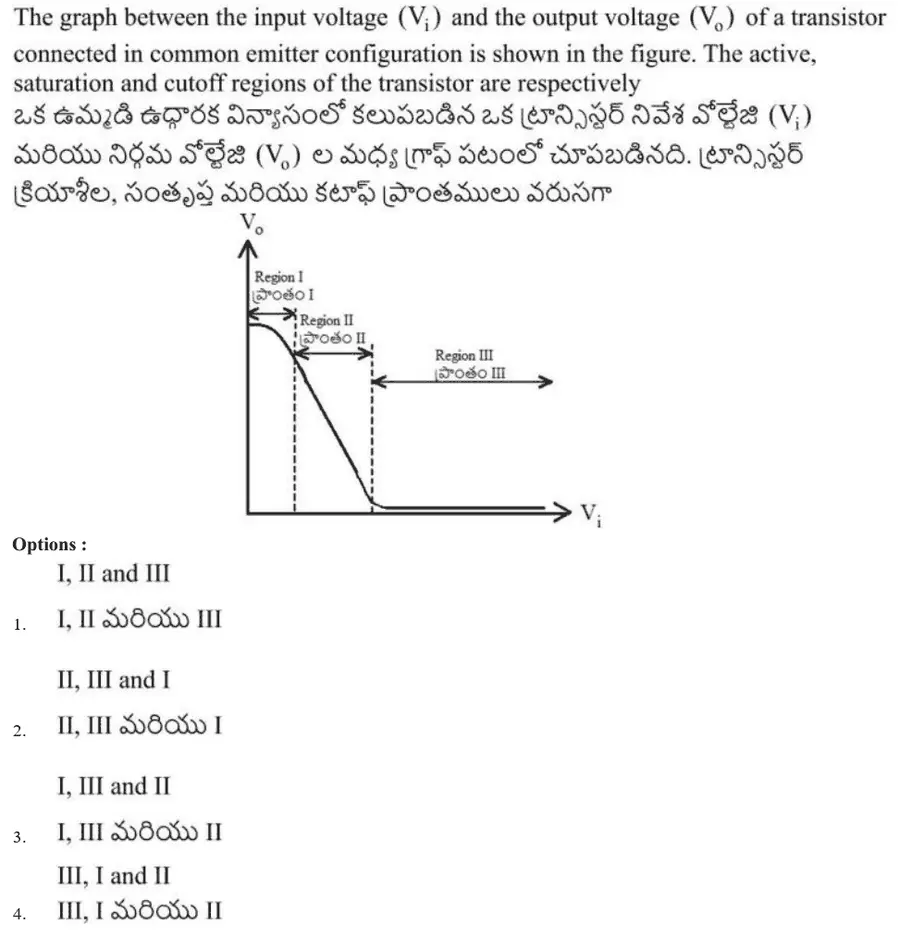 The graph between the input voltage (Vi) and the output voltage (Vo) of a transistor
connected in common emitter configuration is shown in the figure. The active,
saturation and cutoff regions of the transistor are respectively
ఒక ఉమ్మడి ఉద్గారక విన్యాసంలో కలుపబడిన ఒక ట్రాన్సిస్టర్ నివేశ వోల్టేజి (Vi)
మరియు నిర్గమ వోల్టేజి (Vo) ల మధ్య గ్రాఫ్ పటంలో చూపబడినది. ట్రాన్సిస్టర్
క్రియాశీల, సంతృప్త మరియు కటాఫ్ ప్రాంతములు వరుసగా
Vo
Region I
ప్రాంతం I
Region II
ప్రాంతం II
Region III
ప్రాంతం III
Vi
Options :
I, II and III
1. I, II మరియు III
II, III and I
2. II, III మరియు I
I, III and II
3. I, III మరియు II
III, I and II
4. III, I మరియు II